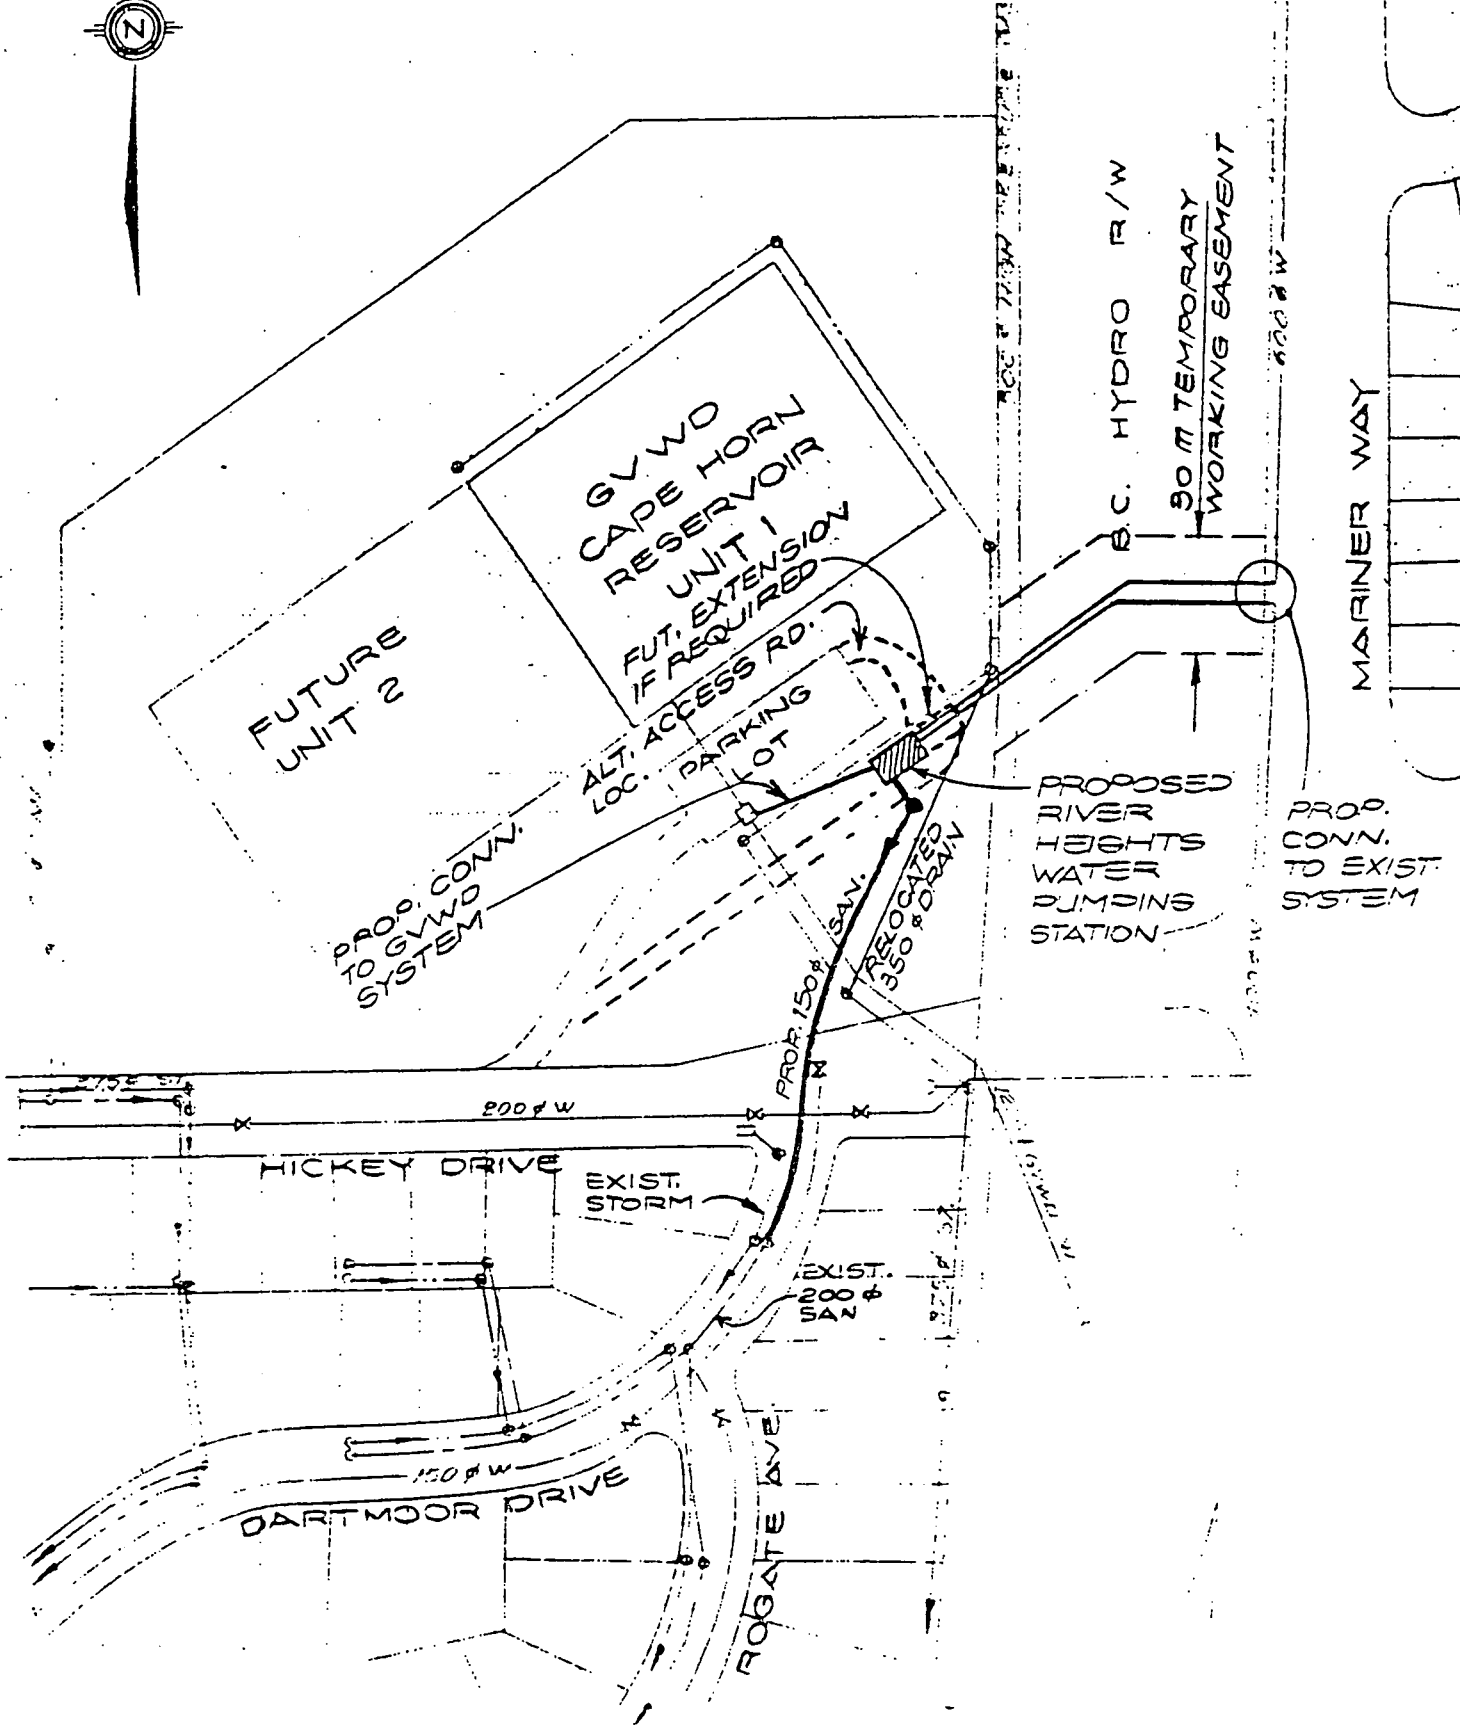 N
B.C. HYDRO R/W
30 m TEMPORARY
WORKING EASEMENT
600 ø W
MARINER WAY
GVWD
CAPE HORN
RESERVOIR
UNIT 1
FUT. EXTENSION
IF REQUIRED
FUTURE
UNIT 2
ALT. ACCESS RD.
LOC.
PARKING
LOT
PROP. CONN.
TO GVWD
SYSTEM
PROPOSED
RIVER
HEIGHTS
WATER
PUMPING
STATION
PROP.
CONN.
TO EXIST.
SYSTEM
RELOCATED
350 ø DRAIN
PROP. 150 ø SAN.
200 ø W
HICKEY DRIVE
EXIST.
STORM
EXIST.
200 ø
SAN
150 ø W
DARTMOOR DRIVE
ROGATE AVE.